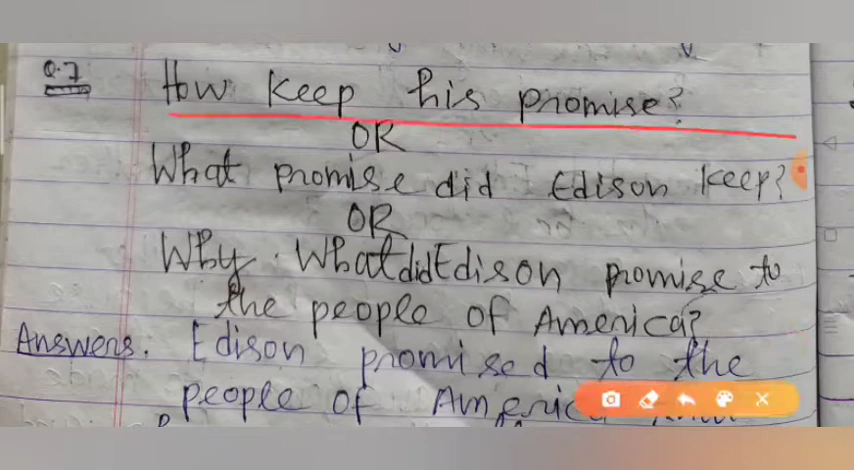 Q.7 How keep his promise?
OR
What promise did Edison keep?
OR
Why What did Edison promise to
the people of America?
Answers. Edison promised to the
people of